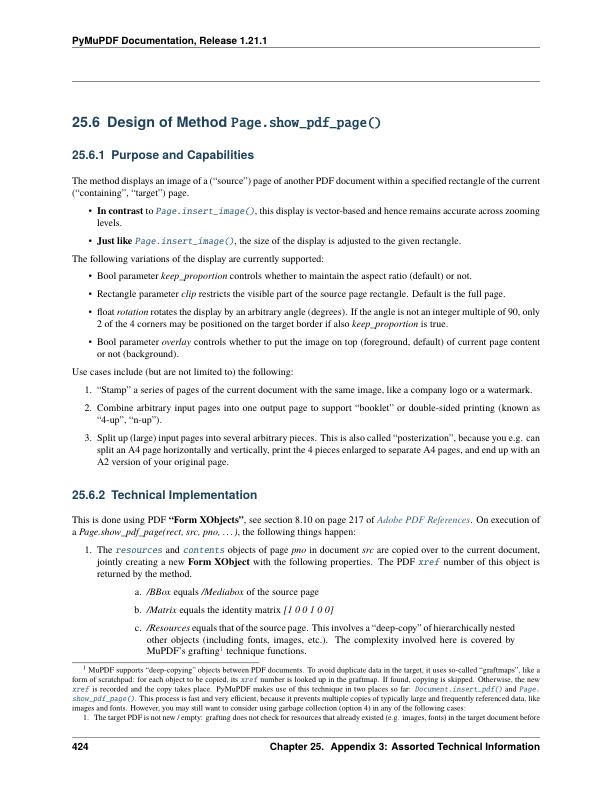 PyMuPDF Documentation, Release 1.21.1
25.6 Design of Method Page.show_pdf_page()
25.6.1 Purpose and Capabilities
The method displays an image of a (“source”) page of another PDF document within a specified rectangle of the current
(“containing”, “target”) page.
• In contrast to Page.insert_image(), this display is vector-based and hence remains accurate across zooming
levels.
• Just like Page.insert_image(), the size of the display is adjusted to the given rectangle.
The following variations of the display are currently supported:
• Bool parameter keep_proportion controls whether to maintain the aspect ratio (default) or not.
• Rectangle parameter clip restricts the visible part of the source page rectangle. Default is the full page.
• float rotation rotates the display by an arbitrary angle (degrees). If the angle is not an integer multiple of 90, only
2 of the 4 corners may be positioned on the target border if also keep_proportion is true.
• Bool parameter overlay controls whether to put the image on top (foreground, default) of current page content
or not (background).
Use cases include (but are not limited to) the following:
1. “Stamp” a series of pages of the current document with the same image, like a company logo or a watermark.
2. Combine arbitrary input pages into one output page to support “booklet” or double-sided printing (known as
“4-up”, “n-up”).
3. Split up (large) input pages into several arbitrary pieces. This is also called “posterization”, because you e.g. can
split an A4 page horizontally and vertically, print the 4 pieces enlarged to separate A4 pages, and end up with an
A2 version of your original page.
25.6.2 Technical Implementation
This is done using PDF “Form XObjects”, see section 8.10 on page 217 of Adobe PDF References. On execution of
a Page.show_pdf_page(rect, src, pno, . . . ), the following things happen:
1. The resources and contents objects of page pno in document src are copied over to the current document,
jointly creating a new Form XObject with the following properties. The PDF xref number of this object is
returned by the method.
a. /BBox equals /Mediabox of the source page
b. /Matrix equals the identity matrix [1 0 0 1 0 0]
c. /Resources equals that of the source page. This involves a “deep-copy” of hierarchically nested
other objects (including fonts, images, etc.). The complexity involved here is covered by
MuPDF’s grafting1 technique functions.
1 MuPDF supports “deep-copying” objects between PDF documents. To avoid duplicate data in the target, it uses so-called “graftmaps”, like a
form of scratchpad: for each object to be copied, its xref number is looked up in the graftmap. If found, copying is skipped. Otherwise, the new
xref is recorded and the copy takes place. PyMuPDF makes use of this technique in two places so far: Document.insert_pdf() and Page.
show_pdf_page(). This process is fast and very efficient, because it prevents multiple copies of typically large and frequently referenced data, like
images and fonts. However, you may still want to consider using garbage collection (option 4) in any of the following cases:
1. The target PDF is not new / empty: grafting does not check for resources that already existed (e.g. images, fonts) in the target document before
424 Chapter 25. Appendix 3: Assorted Technical Information